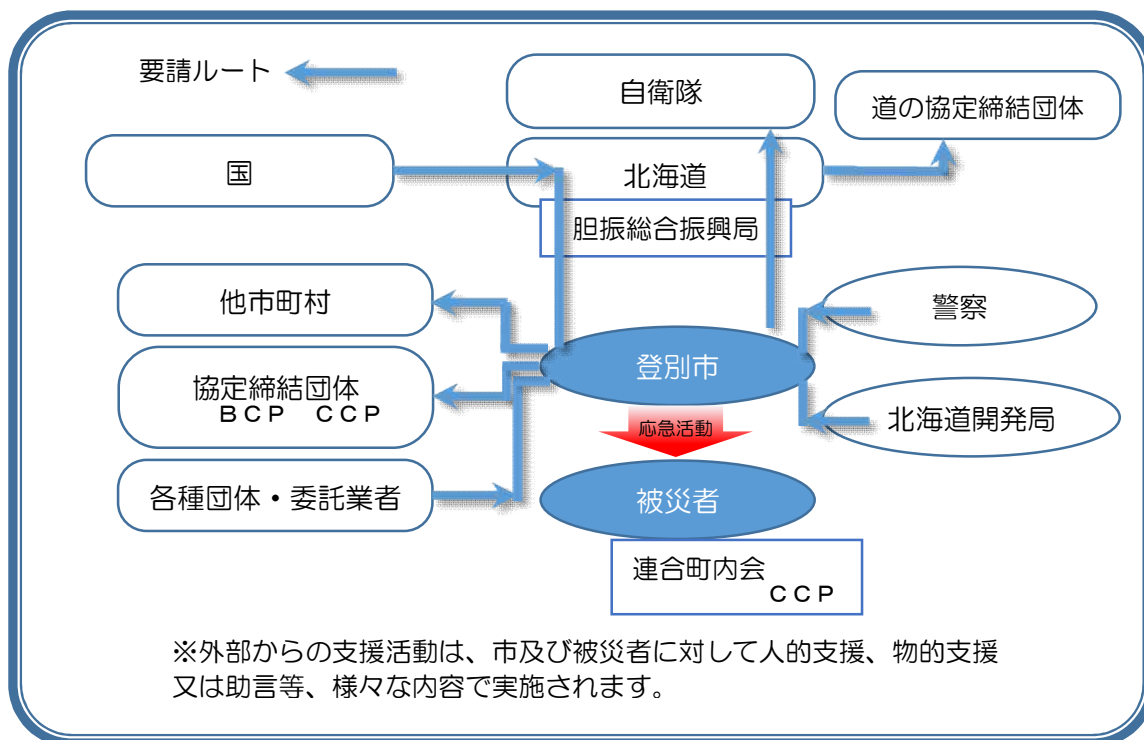 要請ルート
自衛隊
道の協定締結団体
国
北海道
胆振総合振興局
他市町村
警察
登別市
協定締結団体
ＢＣＰ　ＣＣＰ
応急活動
北海道開発局
各種団体・委託業者
被災者
連合町内会
ＣＣＰ
※外部からの支援活動は、市及び被災者に対して人的支援、物的支援
又は助言等、様々な内容で実施されます。